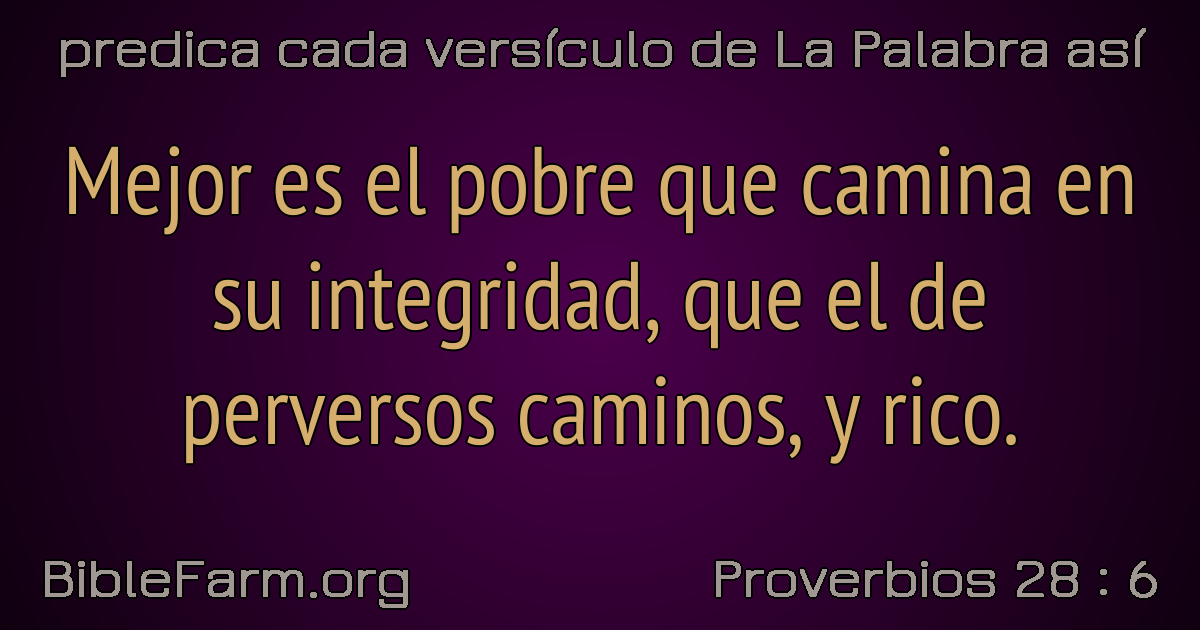 predica cada versículo de La Palabra así
Mejor es el pobre que camina en
su integridad, que el de
perversos caminos, y rico.
BibleFarm.org
Proverbios 28 : 6